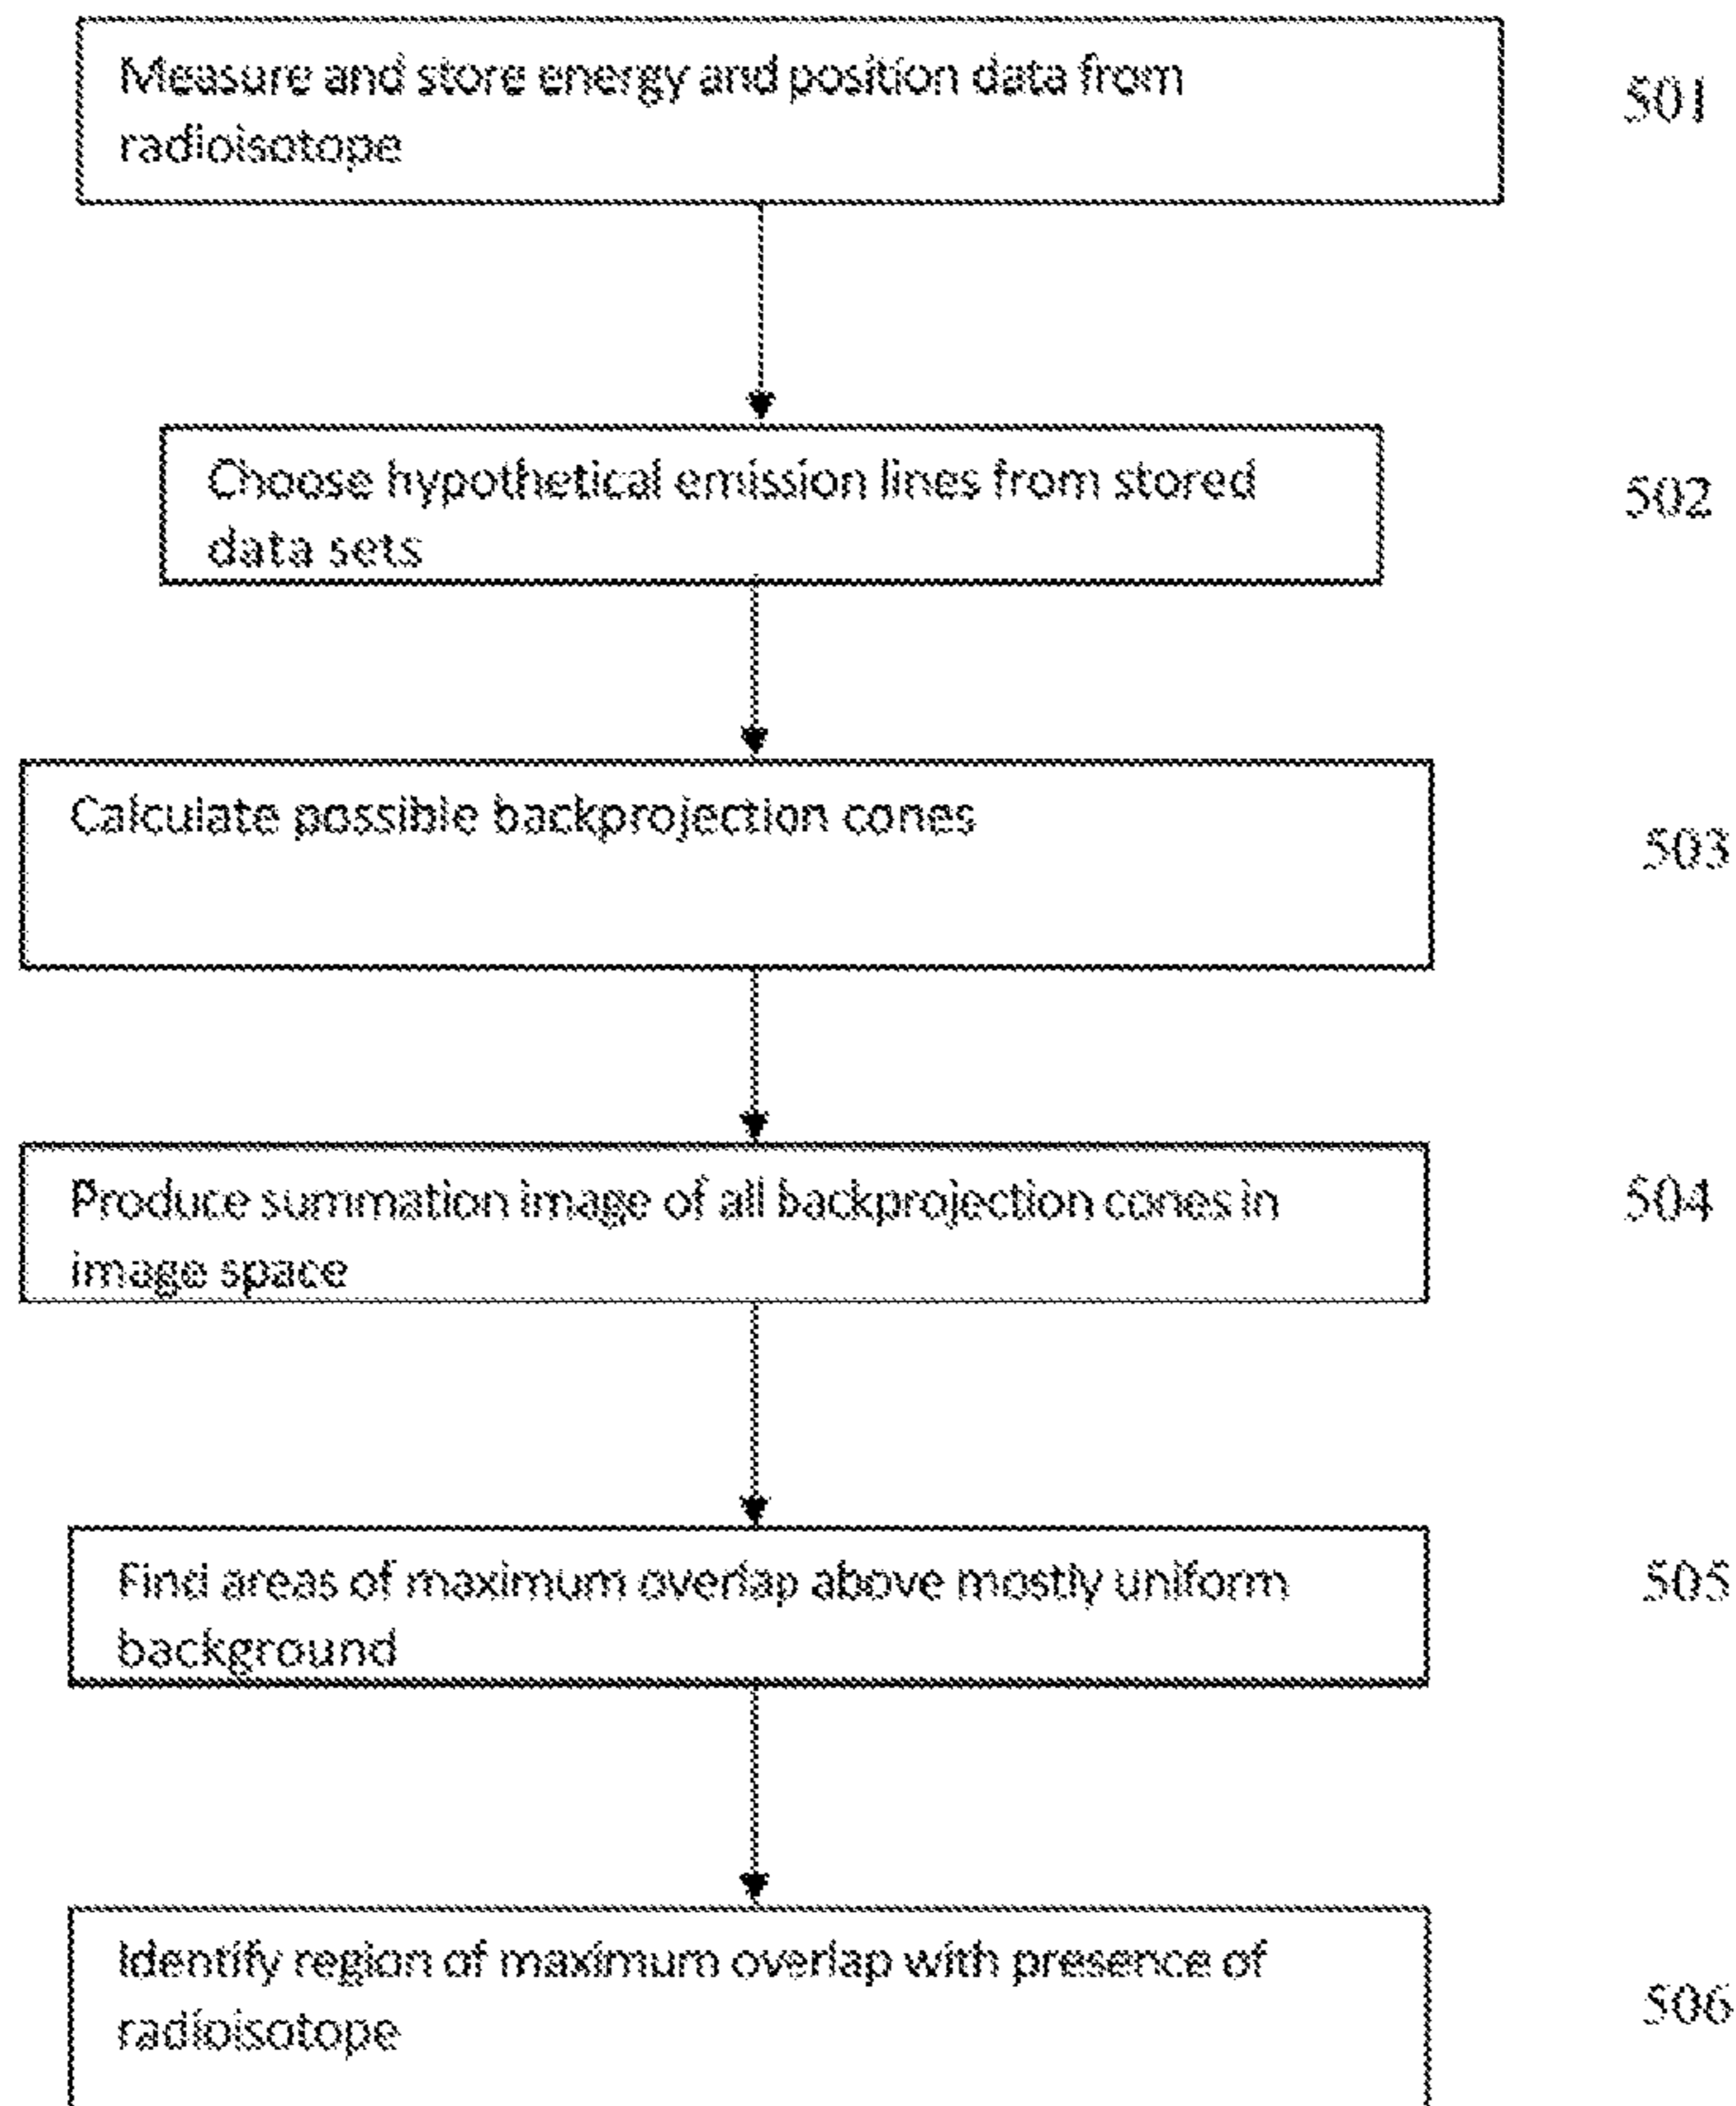 Measure and store energy and position data from
radioisotope
501
Choose hypothetical emission lines from stored
data sets
502
Calculate possible backprojection cones
503
Produce summation image of all backprojection cones in
image space
504
Find areas of maximum overlap above mostly uniform
background
505
Identify region of maximum overlap with presence of
radioisotope
506